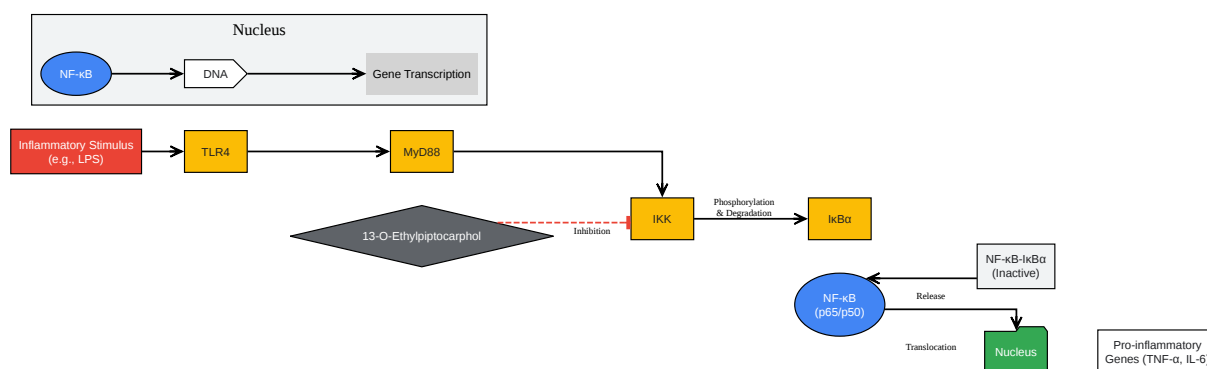 Nucleus
NF-κB
DNA
Gene Transcription
Inflammatory Stimulus
(e.g., LPS)
TLR4
MyD88
IKK
Phosphorylation
& Degradation
IκBα
13-O-Ethylpiptocarphol
Inhibition
NF-κB-IκBα
(Inactive)
NF-κB
(p65/p50)
Release
Translocation
Nucleus
Pro-inflammatory
Genes (TNF-α, IL-6)